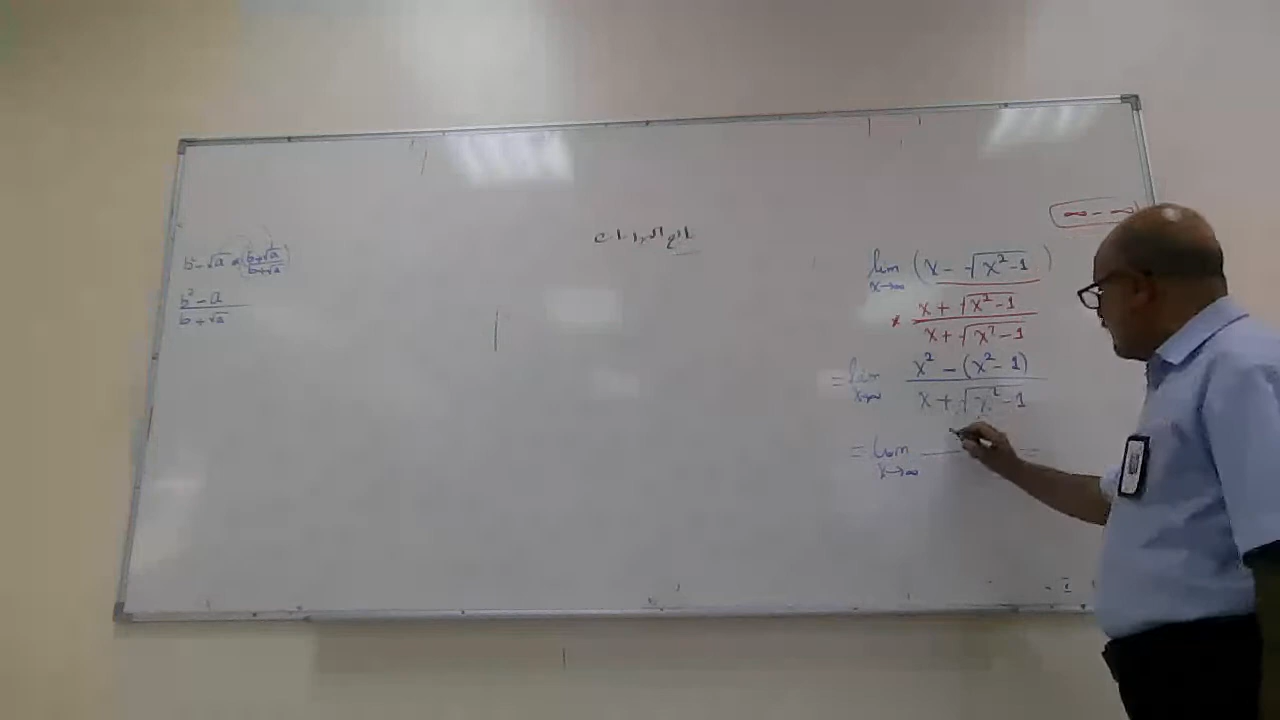 b - √a * (b+√a / b+√a)
b² - a / b + √a
∞ - ∞
lim x→∞ (x - √x²-1)
* x + √x²-1 / x + √x²-1
= lim x→∞ x² - (x²-1) / x + √x²-1
= lim x→∞